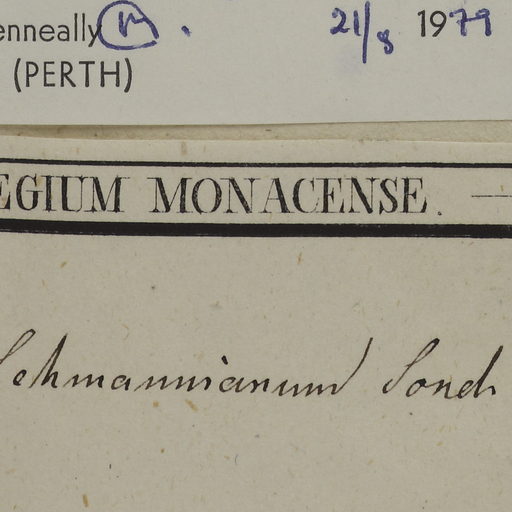 enneally M.
21/8 1979
(PERTH)
EGIUM MONACENSE.
Lehmannianum Sond